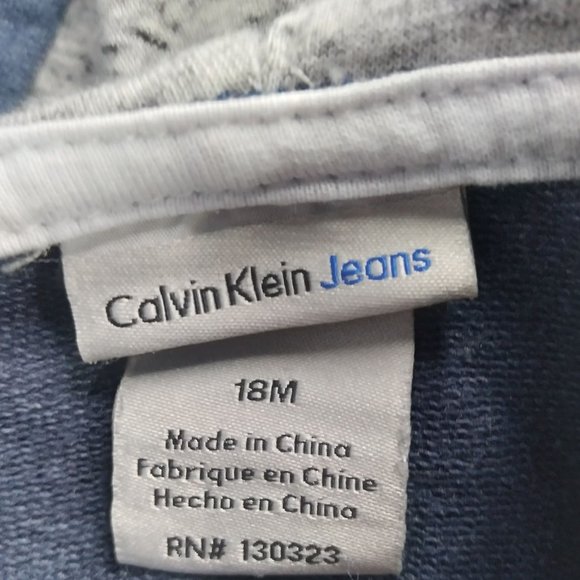 Calvin Klein Jeans
18M
Made in China
Fabrique en Chine
Hecho en China
RN# 130323